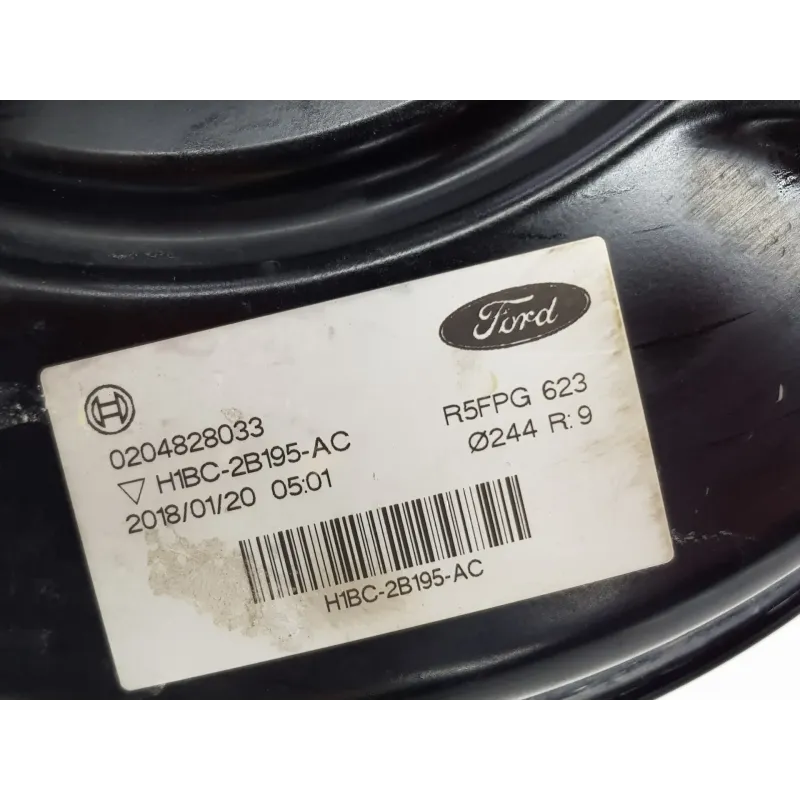 Ford
0204828033
R5FPG 623
H1BC-2B195-AC
Ø244 R:9
2018/01/20 05:01
H1BC-2B195-AC